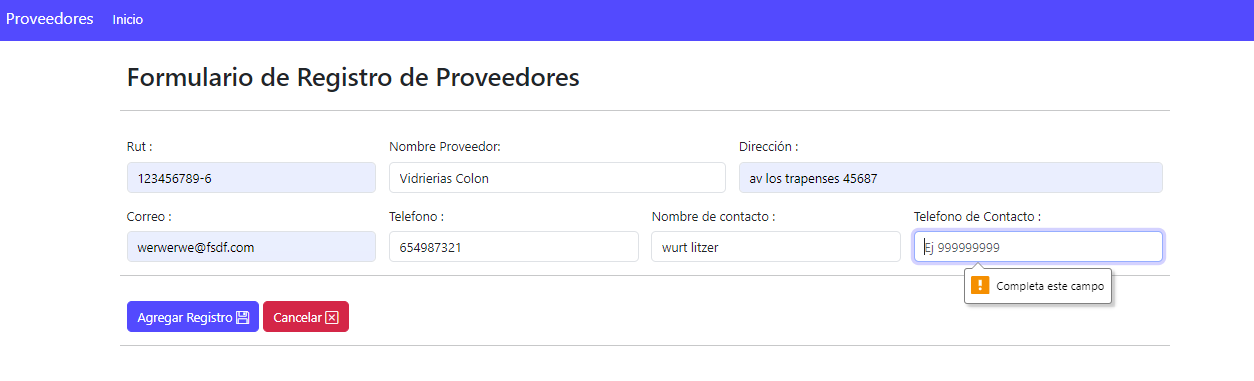 Proveedores Inicio
Formulario de Registro de Proveedores
Rut : Nombre Proveedor: Dirección :
123456789-6 Vidrierias Colon av los trapenses 45687
Correo : Telefono : Nombre de contacto : Telefono de Contacto :
werwerwe@fsdf.com 654987321 wurt litzer Ej 999999999
Completa este campo
Agregar Registro Cancelar